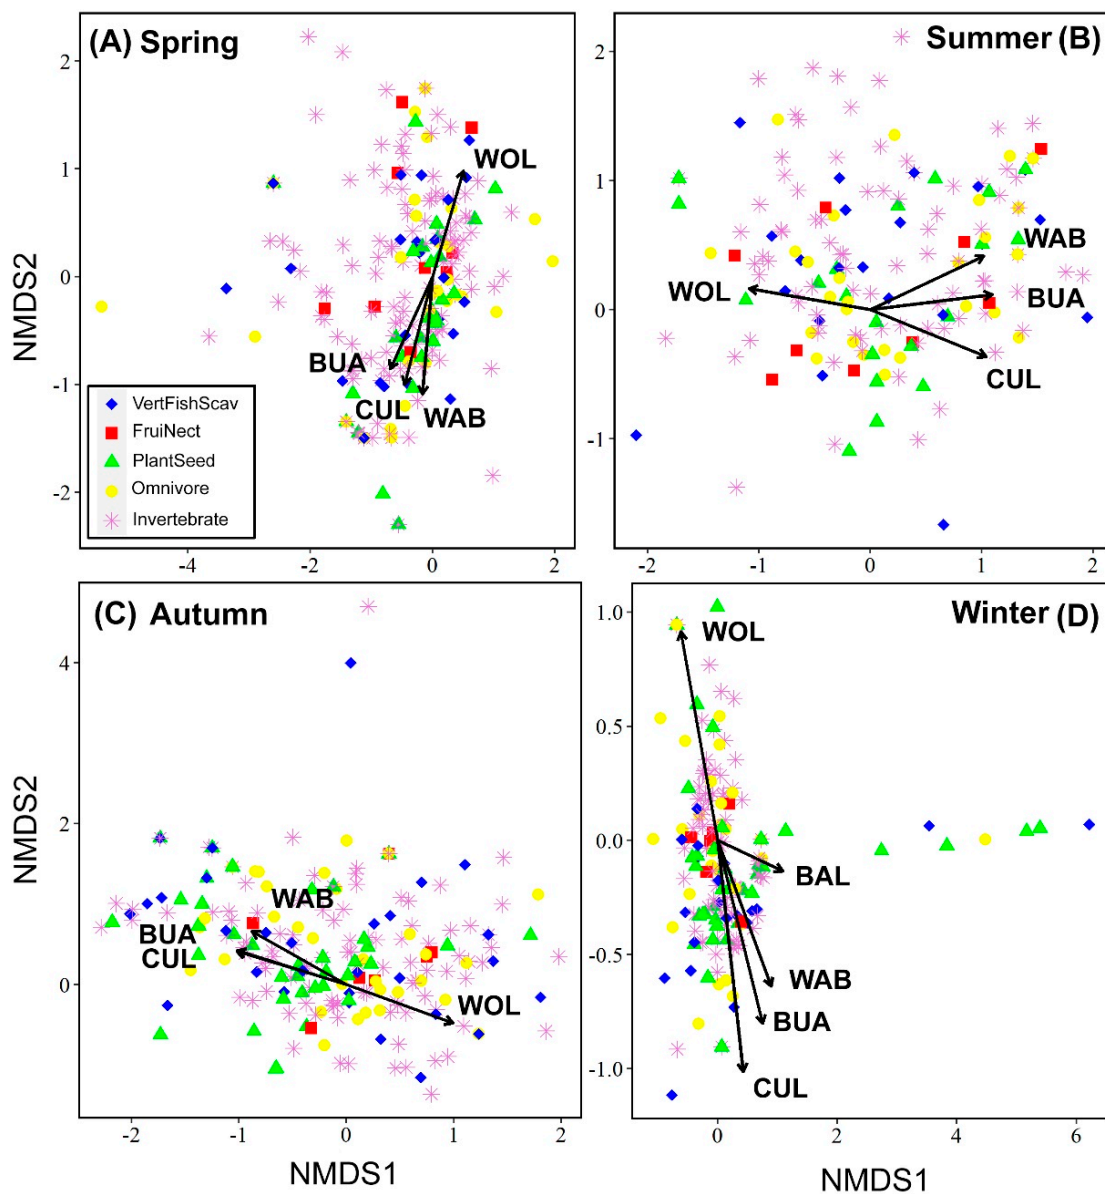 (A) Spring
NMDS2
2
1
0
-1
-2
-4
-2
0
2
WOL
BUA
CUL
WAB
VertFishScav
FruiNect
PlantSeed
Omnivore
Invertebrate
Summer (B)
2
1
0
-1
-2
-1
0
1
2
WOL
WAB
BUA
CUL
(C) Autumn
NMDS2
4
2
0
-2
-1
0
1
2
WAB
BUA
CUL
WOL
NMDS1
Winter (D)
1.0
0.5
0.0
-0.5
-1.0
0
2
4
6
WOL
BAL
WAB
BUA
CUL
NMDS1